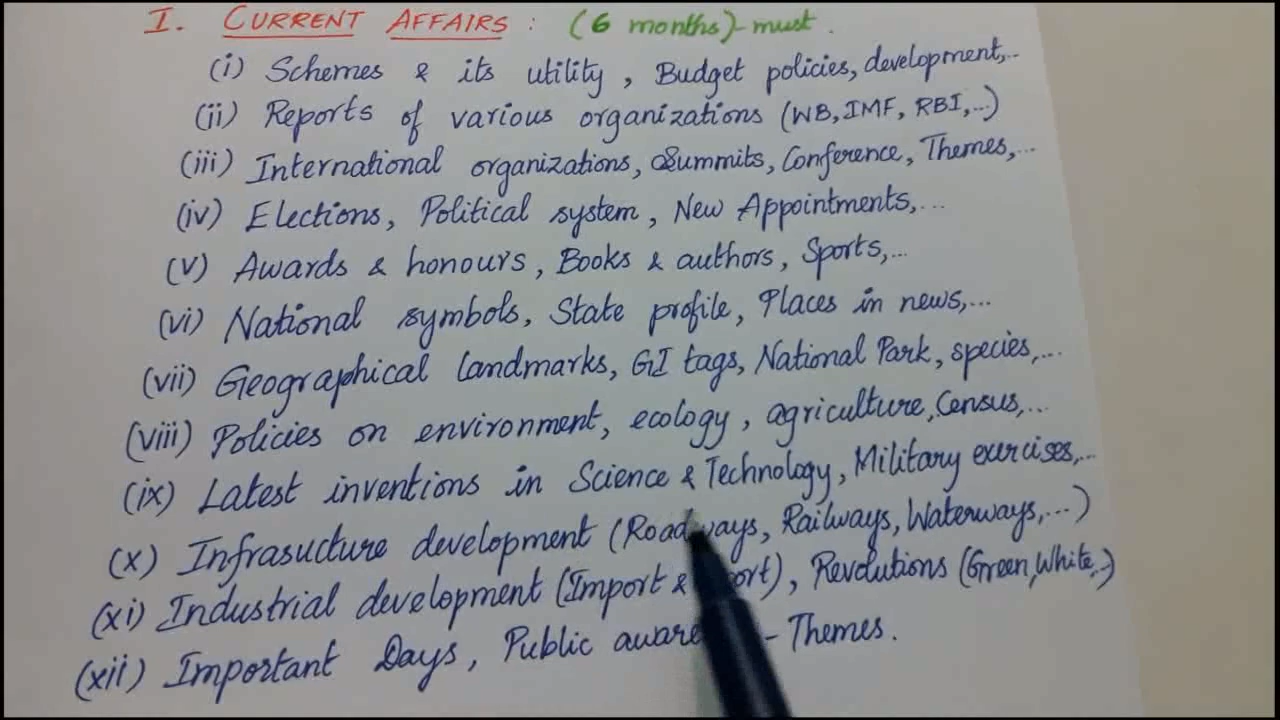 I. CURRENT AFFAIRS : (6 months)-must.
(i) Schemes & its utility, Budget policies, development,..
(ii) Reports of various organizations (WB, IMF, RBI,...)
(iii) International organizations, Summits, Conference, Themes,...
(iv) Elections, Political system, New Appointments,...
(v) Awards & honours, Books & authors, Sports,...
(vi) National symbols, State profile, Places in news,...
(vii) Geographical landmarks, GI tags, National Park, species,...
(viii) Policies on environment, ecology, agriculture, Census,...
(ix) Latest inventions in Science & Technology, Military exercises,...
(x) Infrasucture development (Roadways, Railways, Waterways,...)
(xi) Industrial development (Import & port), Revolutions (Green, White,..)
(xii) Important Days, Public aware - Themes.